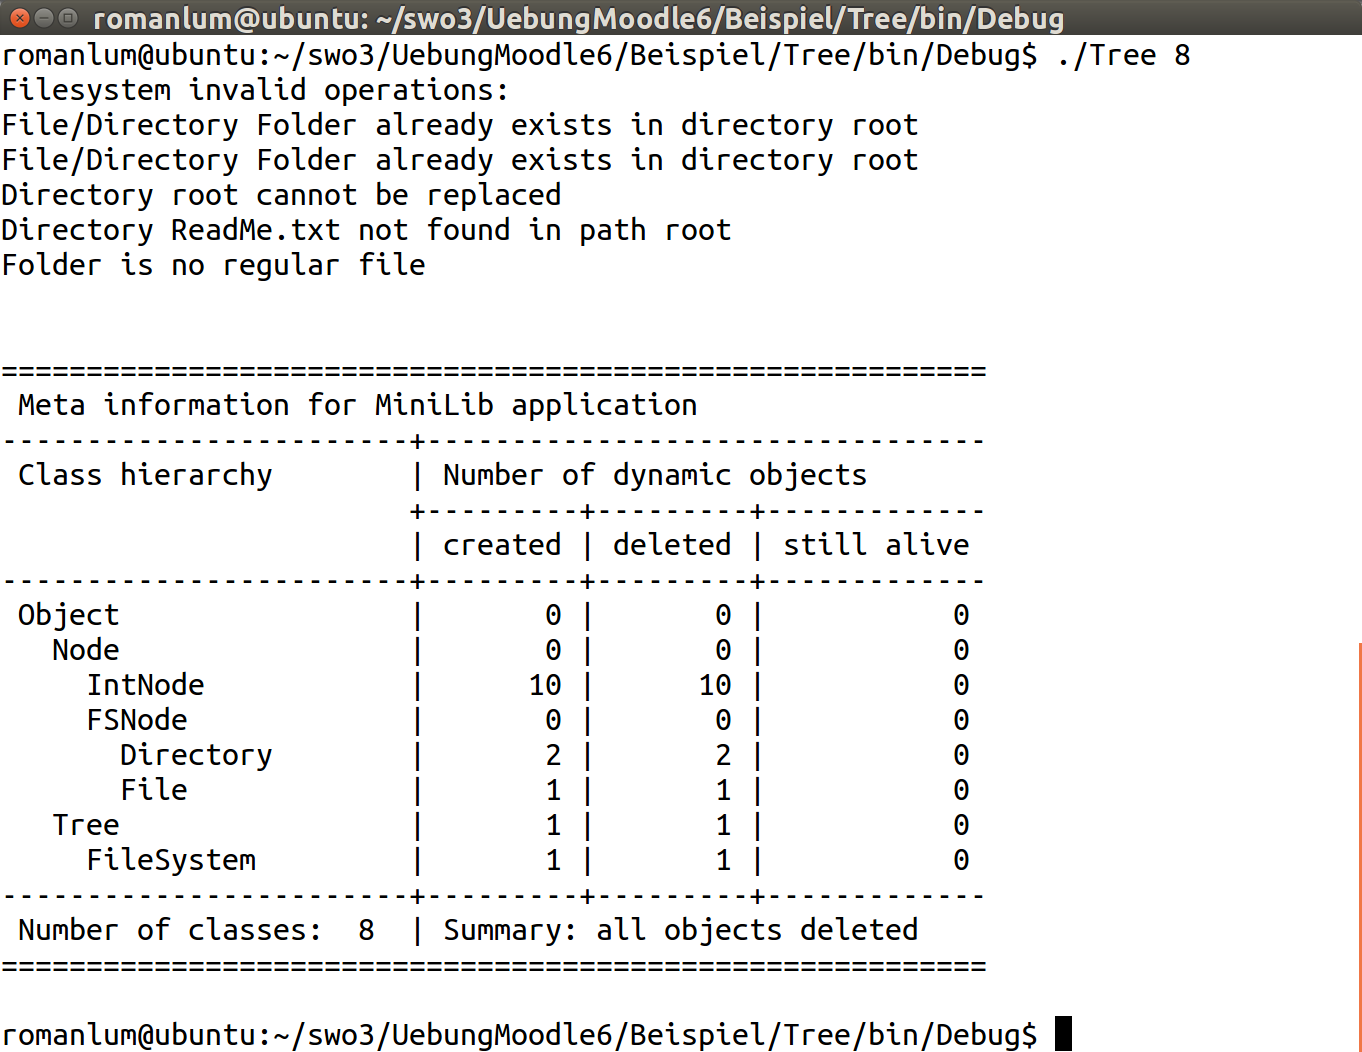 romanlum@ubuntu: ~/swo3/UebungMoodle6/Beispiel/Tree/bin/Debug
romanlum@ubuntu:~/swo3/UebungMoodle6/Beispiel/Tree/bin/Debug$ ./Tree 8
Filesystem invalid operations:
File/Directory Folder already exists in directory root
File/Directory Folder already exists in directory root
Directory root cannot be replaced
Directory ReadMe.txt not found in path root
Folder is no regular file
==========================================================
 Meta information for MiniLib application
------------------------+---------------------------------
 Class hierarchy        | Number of dynamic objects
                        +---------+---------+-------------
                        | created | deleted | still alive
------------------------+---------+---------+-------------
 Object                 |       0 |       0 |           0
   Node                 |       0 |       0 |           0
     IntNode            |      10 |      10 |           0
     FSNode             |       0 |       0 |           0
       Directory        |       2 |       2 |           0
       File             |       1 |       1 |           0
   Tree                 |       1 |       1 |           0
     FileSystem         |       1 |       1 |           0
------------------------+---------+---------+-------------
 Number of classes:  8  | Summary: all objects deleted
==========================================================
romanlum@ubuntu:~/swo3/UebungMoodle6/Beispiel/Tree/bin/Debug$